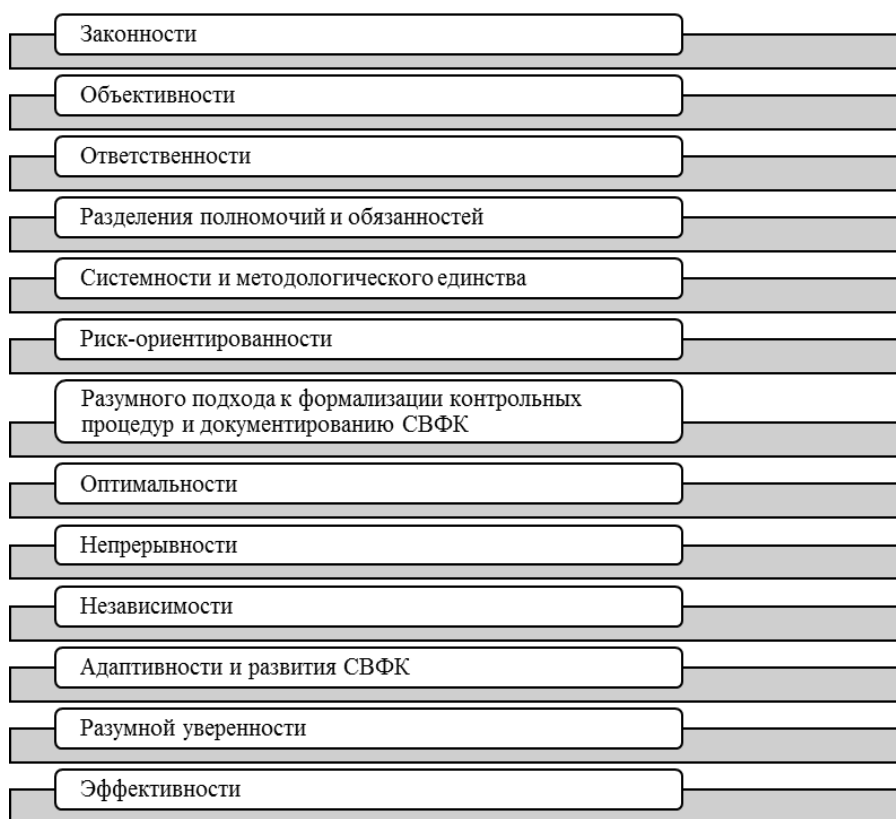 Законности
Объективности
Ответственности
Разделения полномочий и обязанностей
Системности и методологического единства
Риск-ориентированности
Разумного подхода к формализации контрольных
процедур и документированию СВФК
Оптимальности
Непрерывности
Независимости
Адаптивности и развития СВФК
Разумной уверенности
Эффективности